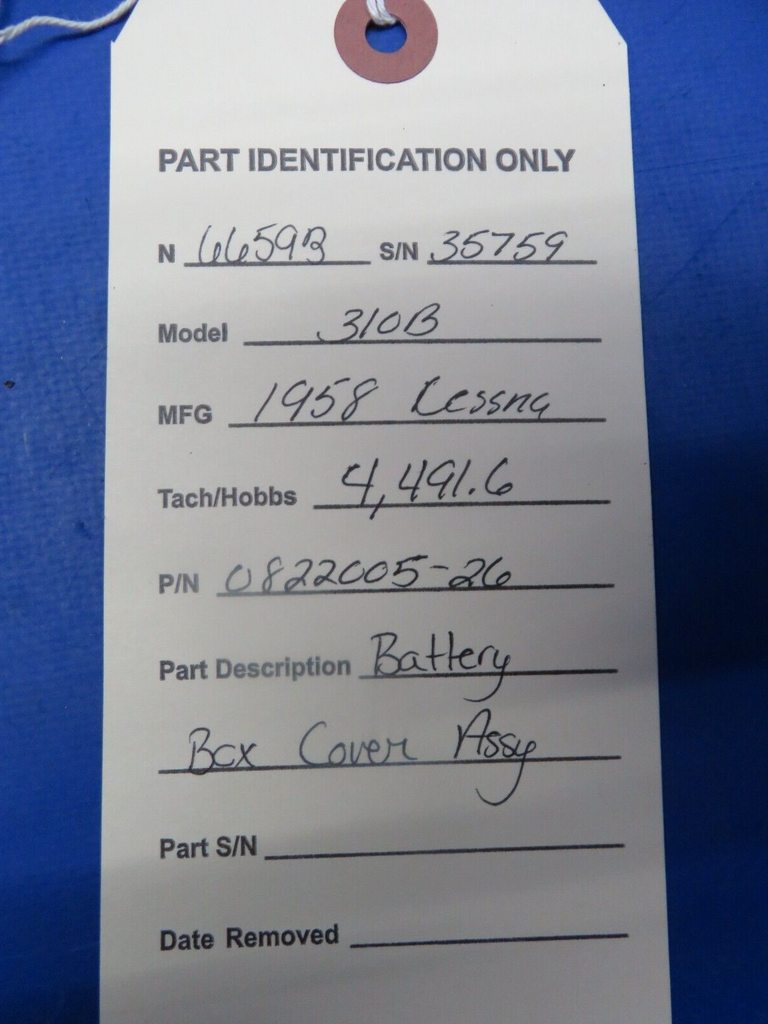 PART IDENTIFICATION ONLY
N 6659B S/N 35759
Model 310B
MFG 1958 Cessna
Tach/Hobbs 4,491.6
P/N 0822005-26
Part Description Battery
Box Cover Assy
Part S/N
Date Removed